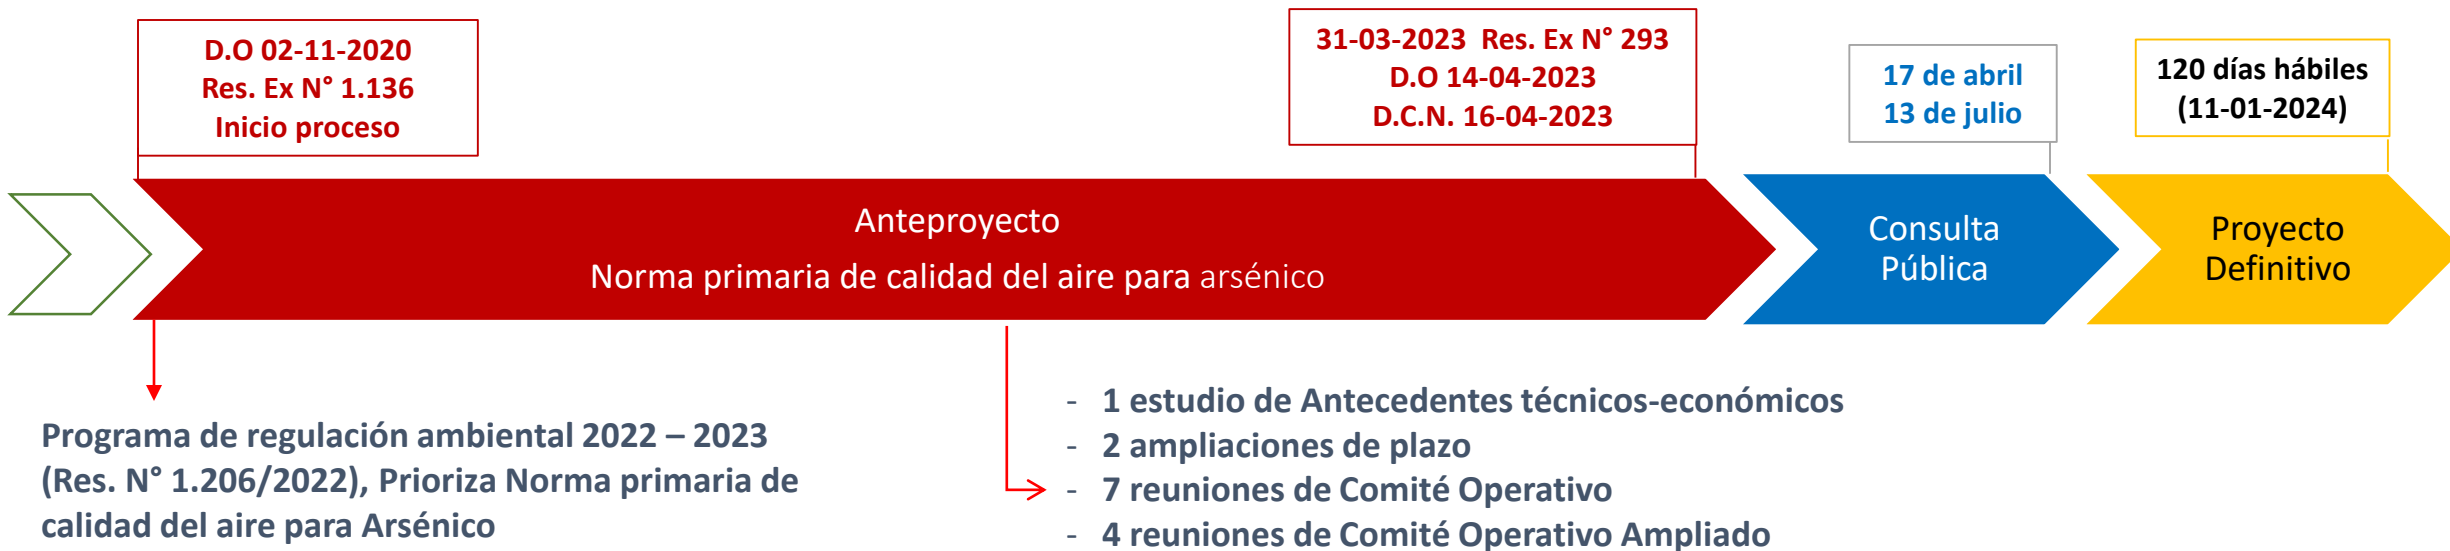 D.O 02-11-2020
Res. Ex N° 1.136
Inicio proceso
31-03-2023 Res. Ex N° 293
D.O 14-04-2023
D.C.N. 16-04-2023
17 de abril
13 de julio
120 días hábiles
(11-01-2024)
Anteproyecto
Norma primaria de calidad del aire para arsénico
Consulta
Pública
Proyecto
Definitivo
Programa de regulación ambiental 2022 – 2023
(Res. N° 1.206/2022), Prioriza Norma primaria de
calidad del aire para Arsénico
- 1 estudio de Antecedentes técnicos-económicos
- 2 ampliaciones de plazo
- 7 reuniones de Comité Operativo
- 4 reuniones de Comité Operativo Ampliado